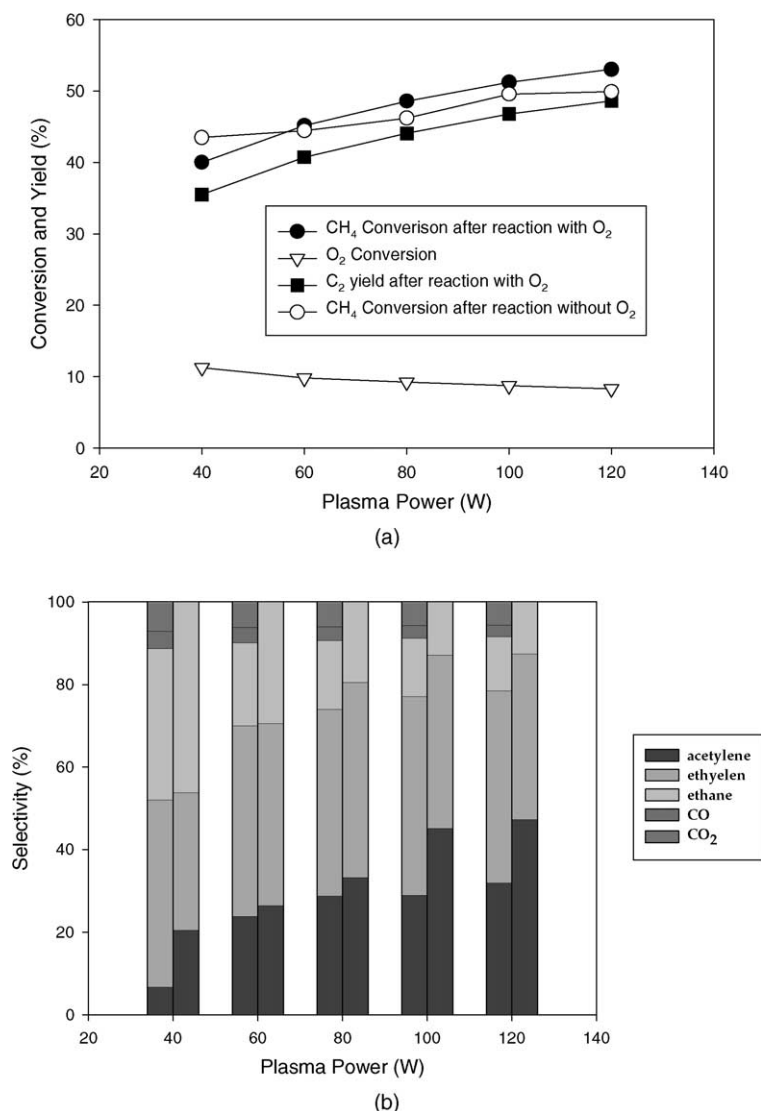 60
50
40
30
20
10
0
Conversion and Yield (%)
CH₄ Converison after reaction with O₂
O₂ Conversion
C₂ yield after reaction with O₂
CH₄ Conversion after reaction without O₂
20 40 60 80 100 120 140
Plasma Power (W)
(a)
100
80
60
40
20
0
Selectivity (%)
acetylene
ethyelen
ethane
CO
CO₂
20 40 60 80 100 120 140
Plasma Power (W)
(b)